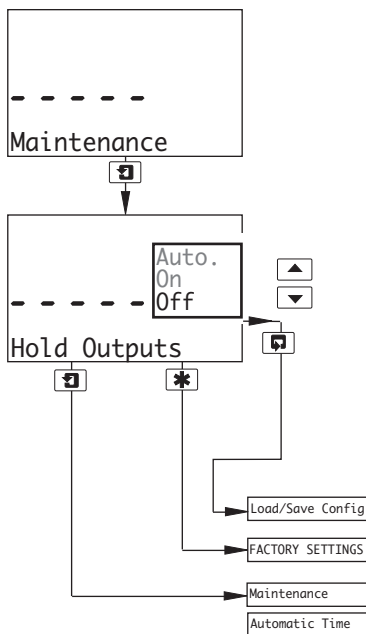 - - - - -
Maintenance
Auto.
On
- - - - - Off
Hold Outputs
Load/Save Config
FACTORY SETTINGS
Maintenance
Automatic Time